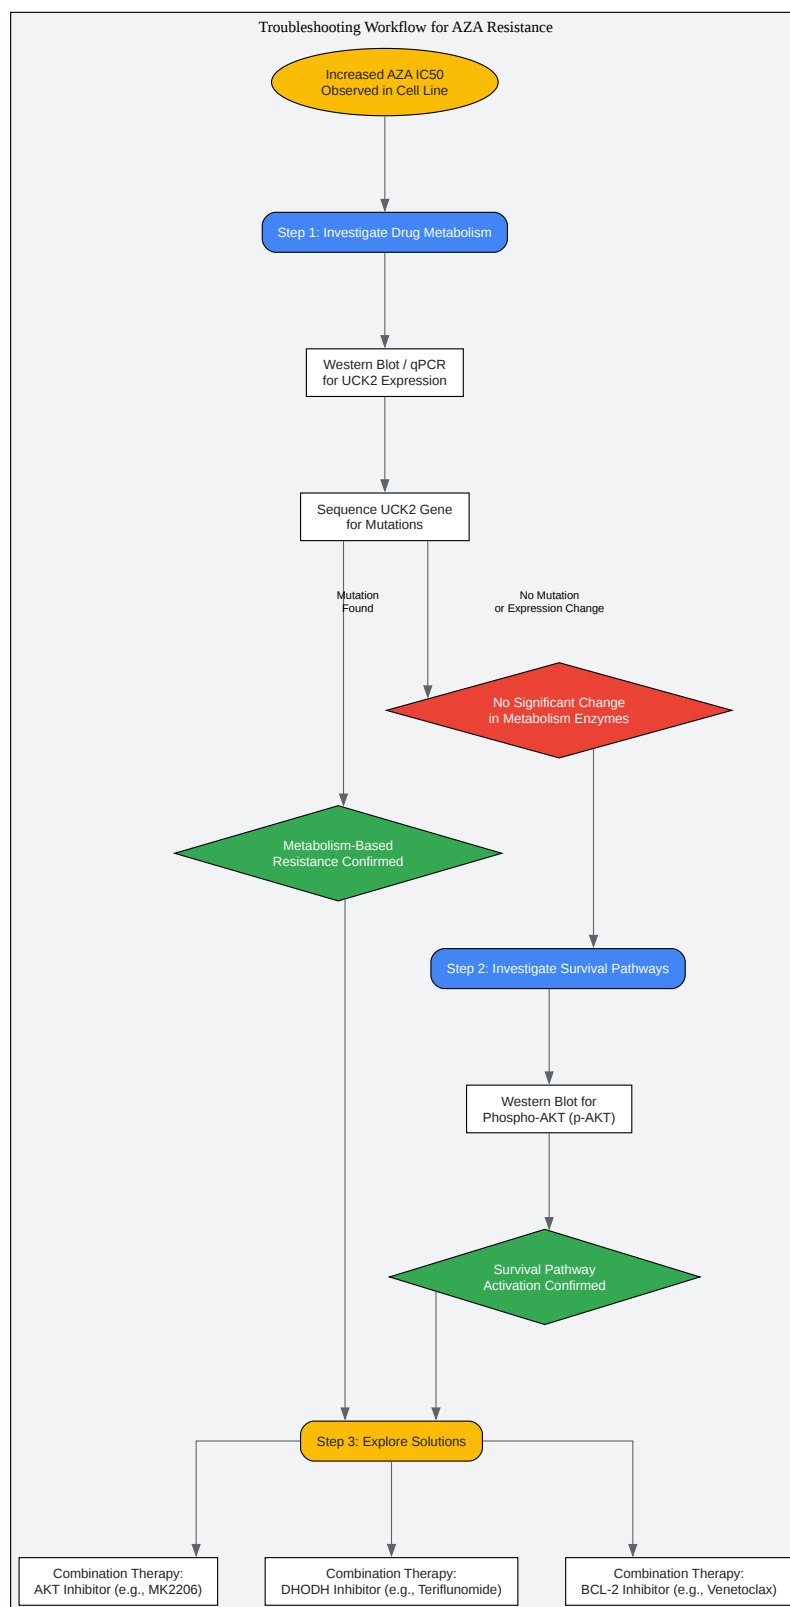 Troubleshooting Workflow for AZA Resistance
Increased AZA IC50
Observed in Cell Line
Step 1: Investigate Drug Metabolism
Western Blot / qPCR
for UCK2 Expression
Sequence UCK2 Gene
for Mutations
Mutation
Found
No Mutation
or Expression Change
No Significant Change
in Metabolism Enzymes
Metabolism-Based
Resistance Confirmed
Step 2: Investigate Survival Pathways
Western Blot for
Phospho-AKT (p-AKT)
Survival Pathway
Activation Confirmed
Step 3: Explore Solutions
Combination Therapy:
AKT Inhibitor (e.g., MK2206)
Combination Therapy:
DHODH Inhibitor (e.g., Teriflunomide)
Combination Therapy:
BCL-2 Inhibitor (e.g., Venetoclax)